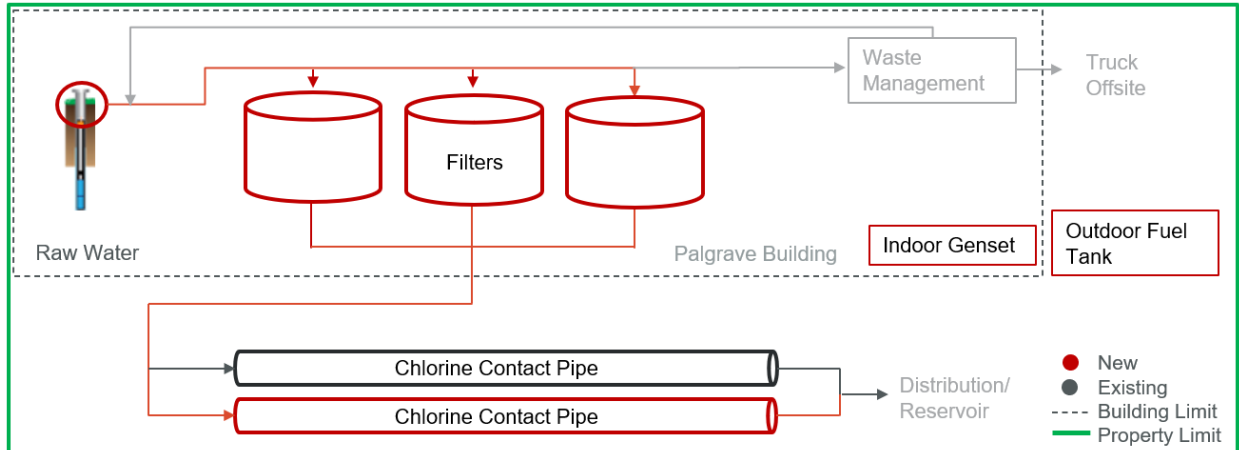 Waste
Management
Truck
Offsite
Filters
Raw Water
Palgrave Building
Indoor Genset
Outdoor Fuel
Tank
Chlorine Contact Pipe
Chlorine Contact Pipe
Distribution/
Reservoir
New
Existing
Building Limit
Property Limit